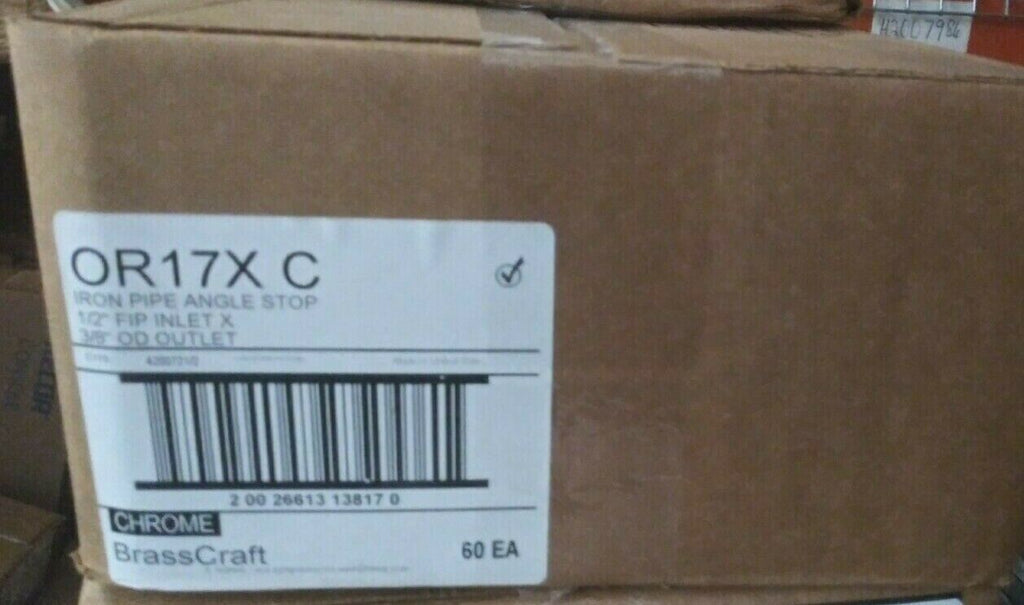 H2007986
OR17X C
IRON PIPE ANGLE STOP
1/2" FIP INLET X
3/8" OD OUTLET
2 00 26613 13817 0
CHROME
BrassCraft
60 EA